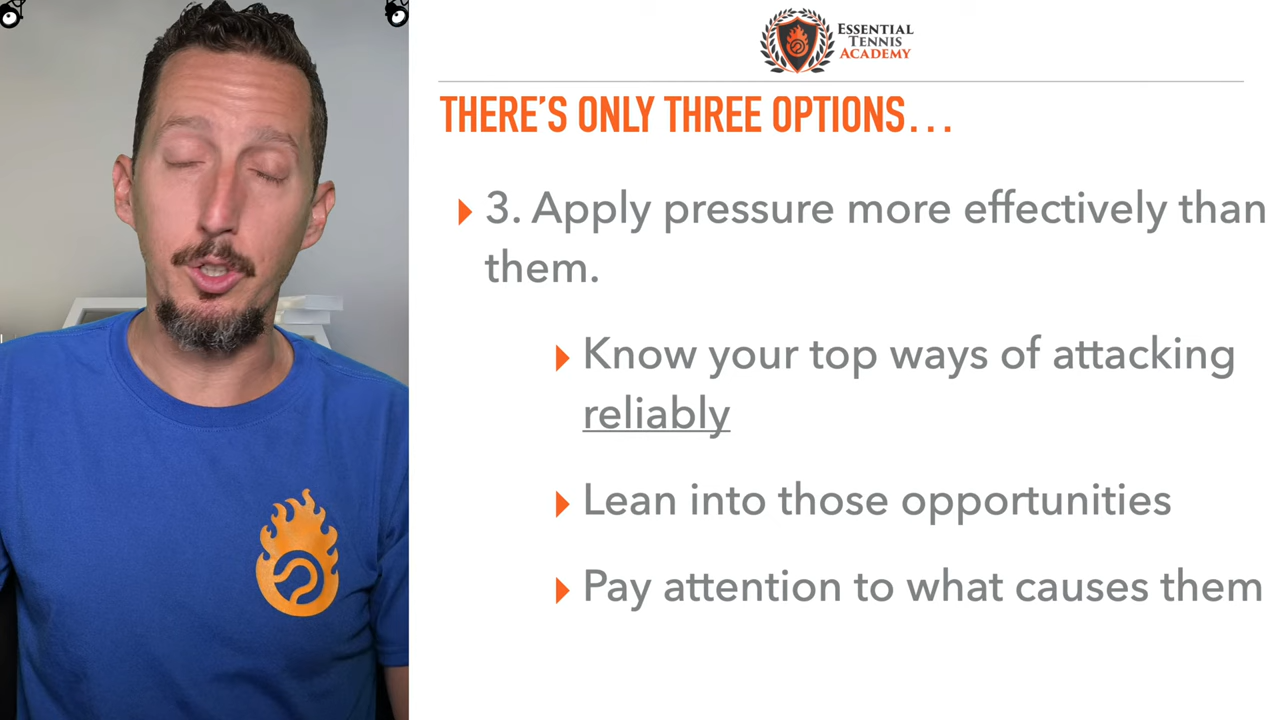 ESSENTIAL
TENNIS
ACADEMY
THERE'S ONLY THREE OPTIONS...
3. Apply pressure more effectively than
them.
Know your top ways of attacking
reliably
Lean into those opportunities
Pay attention to what causes them